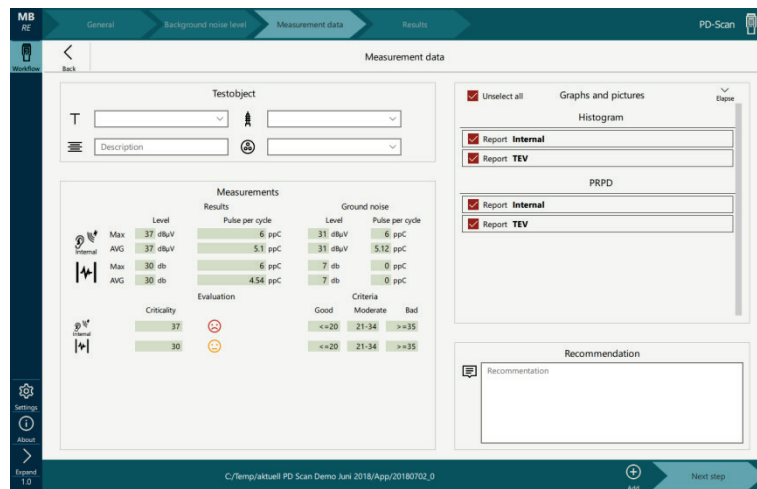 MB
RE
General
Background noise level
Measurement data
Results
PD-Scan
Workflow
Back
Measurement data
Testobject
Description
Measurements
Results Ground noise
Level Pulse per cycle Level Pulse per cycle
Internal
Max 37 dBµV 6 ppC 31 dBµV 6 ppC
AVG 37 dBµV 5.1 ppC 31 dBµV 5.12 ppC
Max 30 db 6 ppC 7 db 0 ppC
AVG 30 db 4.54 ppC 7 db 0 ppC
Evaluation Criteria
Criticality Good Moderate Bad
Internal
37 <=20 21-34 >=35
30 <=20 21-34 >=35
Unselect all Graphs and pictures Elapse
Histogram
Report Internal
Report TEV
PRPD
Report Internal
Report TEV
Recommendation
Recommendation
Settings
About
Expend
1.0
C:/Temp/aktuell PD Scan Demo Juni 2018/App/20180702_0
Add
Next step